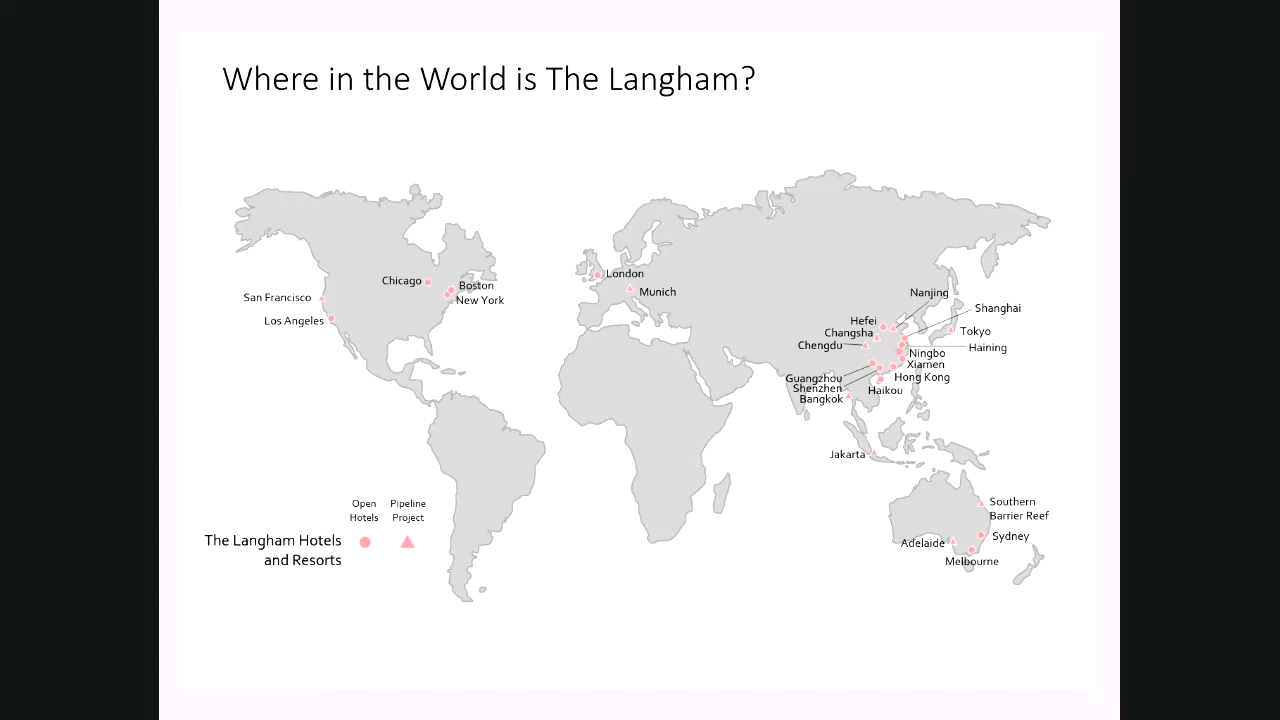 Where in the World is The Langham?
Chicago
Boston
New York
San Francisco
Los Angeles
London
Munich
Nanjing
Shanghai
Hefei
Changsha
Tokyo
Chengdu
Haining
Ningbo
Xiamen
Guangzhou
Hong Kong
Shenzhen
Haikou
Bangkok
Jakarta
Southern
Barrier Reef
Sydney
Adelaide
Melbourne
Open
Hotels
Pipeline
Project
The Langham Hotels
and Resorts